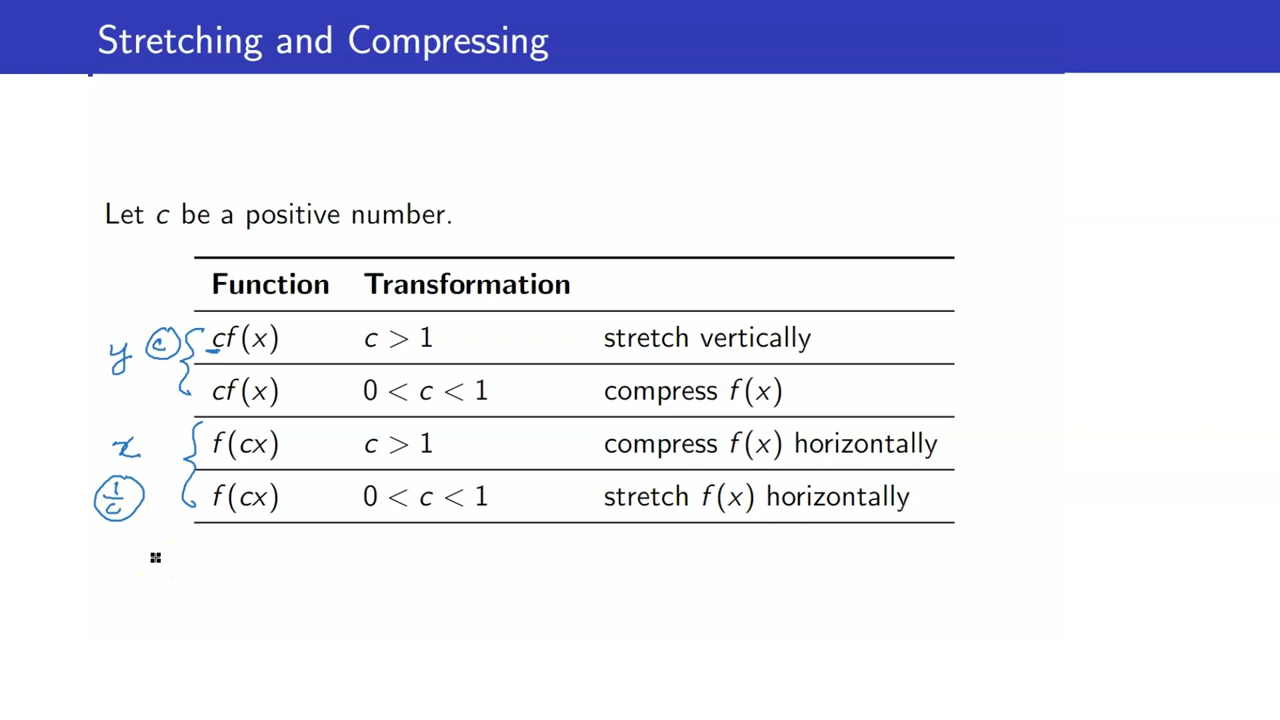 Stretching and Compressing
Let c be a positive number.
Function Transformation
y c cf(x) c > 1 stretch vertically
cf(x) 0 < c < 1 compress f(x)
x f(cx) c > 1 compress f(x) horizontally
1/c f(cx) 0 < c < 1 stretch f(x) horizontally